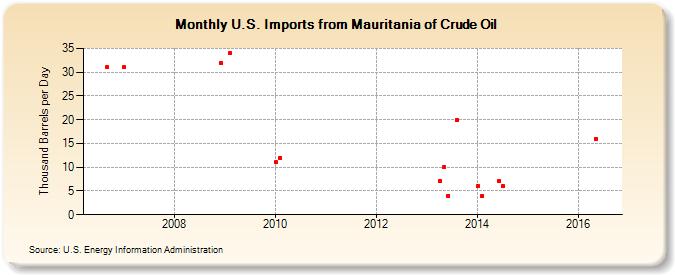 Monthly U.S. Imports from Mauritania of Crude Oil
Thousand Barrels per Day
35
30
25
20
15
10
5
0
2008 2010 2012 2014 2016
Source: U.S. Energy Information Administration